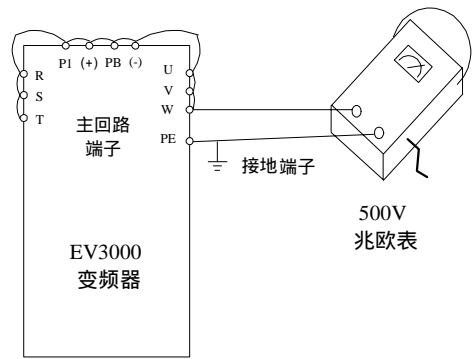 P1 (+) PB (-)
R
S
T
U
V
W
PE
主回路
端子
接地端子
500V
兆欧表
EV3000
变频器